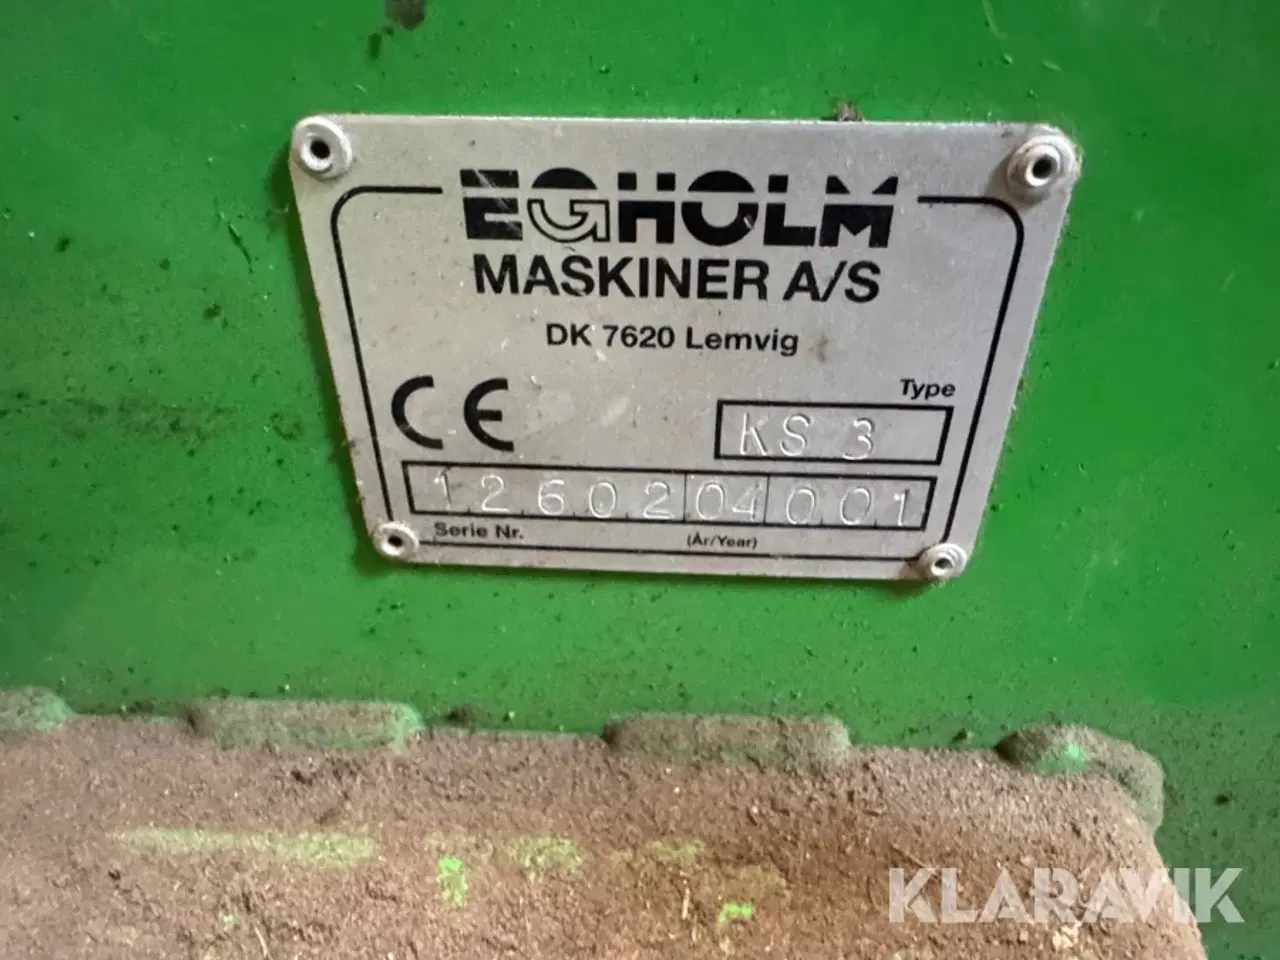 EGHOLM
MASKINER A/S
DK 7620 Lemvig
CE
Type
KS 3
12602 04 001
Serie Nr.
(År/Year)
KLARAVIK